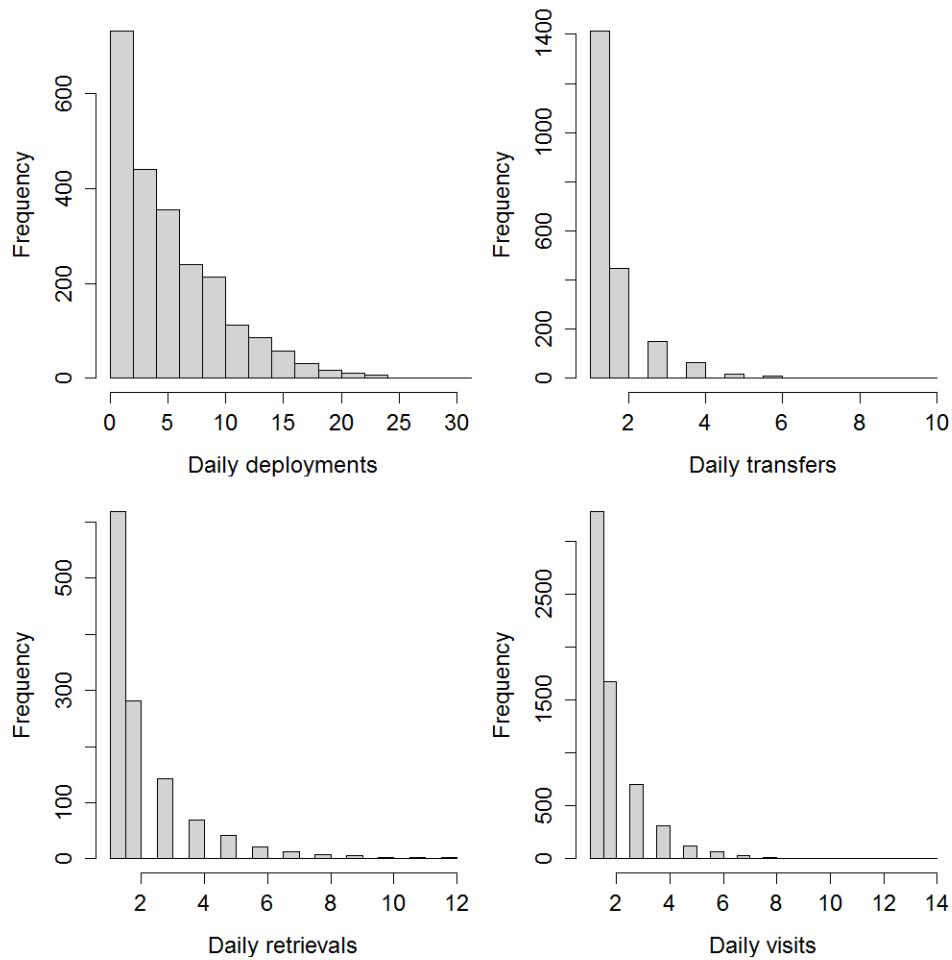 Frequency
0 200 400 600
0 5 10 15 20 25 30
Daily deployments
Frequency
200 600 1000 1400
0
2 4 6 8 10
Daily transfers
Frequency
0 100 300 500
2 4 6 8 10 12
Daily retrievals
Frequency
0 500 1500 2500
2 4 6 8 10 12 14
Daily visits